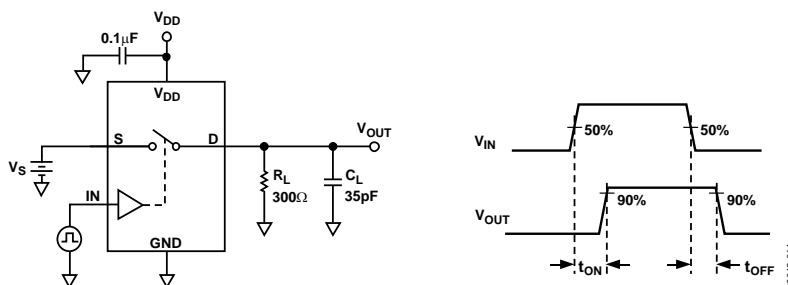 V_DD
0.1µF
V_DD
S
D
V_OUT
V_S
IN
R_L
300Ω
C_L
35pF
GND
V_IN
50%
50%
V_OUT
90%
90%
t_ON
t_OFF